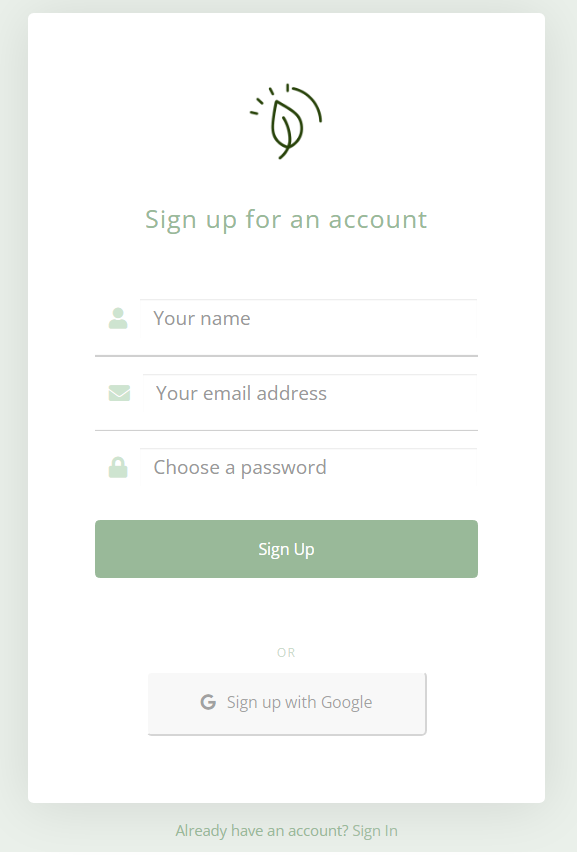 Sign up for an account
Your name
Your email address
Choose a password
Sign Up
OR
Sign up with Google
Already have an account? Sign In